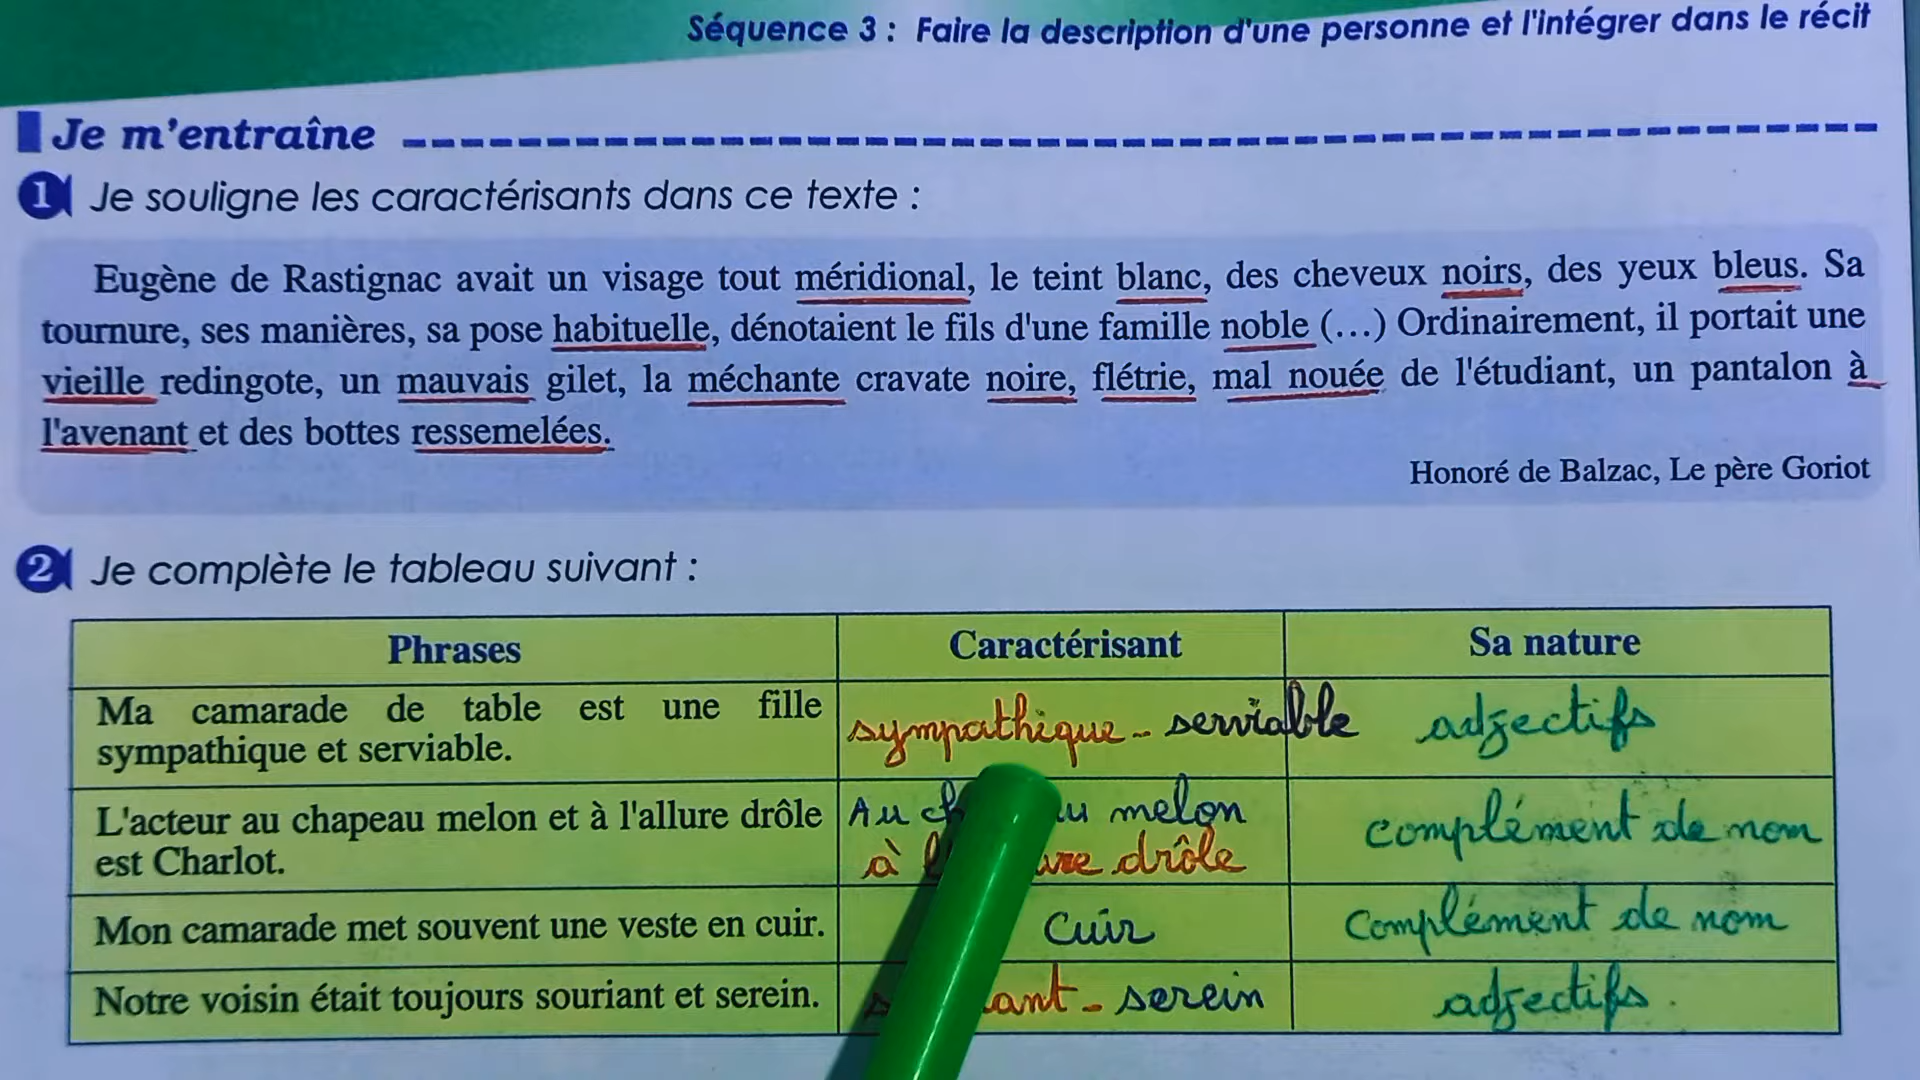 Séquence 3 : Faire la description d'une personne et l'intégrer dans le récit
Je m'entraîne
1 Je souligne les caractérisants dans ce texte :
Eugène de Rastignac avait un visage tout méridional, le teint blanc, des cheveux noirs, des yeux bleus. Sa
tournure, ses manières, sa pose habituelle, dénotaient le fils d'une famille noble (...) Ordinairement, il portait une
vieille redingote, un mauvais gilet, la méchante cravate noire, flétrie, mal nouée de l'étudiant, un pantalon à
l'avenant et des bottes ressemelées.
Honoré de Balzac, Le père Goriot
2 Je complète le tableau suivant :
Phrases Caractérisant Sa nature
Ma camarade de table est une fille
sympathique et serviable.
sympathique - serviable
adjectifs
L'acteur au chapeau melon et à l'allure drôle
est Charlot.
Au melon
à drôle
complément de nom
Mon camarade met souvent une veste en cuir.
Cuir
Complément de nom
Notre voisin était toujours souriant et serein.
- serein
adjectifs.